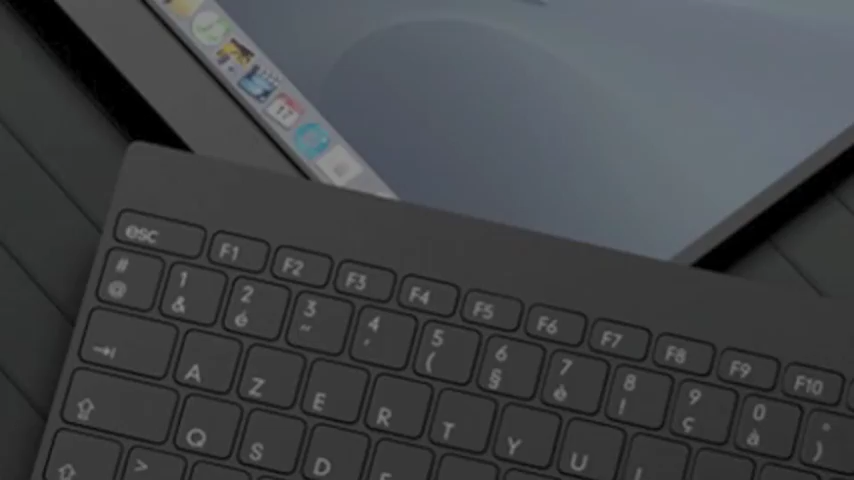 17
esc F1 F2 F3 F4 F5 F6 F7 F8 F9 F10
# 1 2 3 4 5 6 7 8 9 0 °
@ & é " ' ( § è ! ç à )
A Z E R T Y U I
Q S D F
>